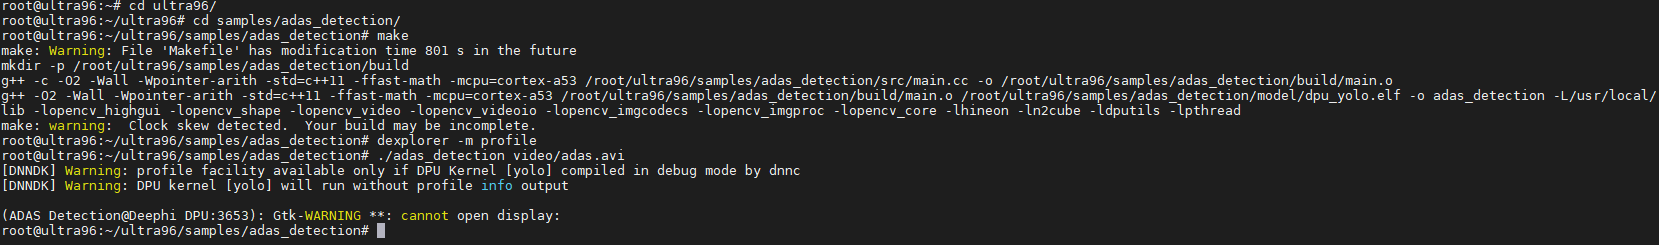 root@ultra96:~# cd ultra96/
root@ultra96:~/ultra96# cd samples/adas_detection/
root@ultra96:~/ultra96/samples/adas_detection# make
make: Warning: File 'Makefile' has modification time 801 s in the future
mkdir -p /root/ultra96/samples/adas_detection/build
g++ -c -O2 -Wall -Wpointer-arith -std=c++11 -ffast-math -mcpu=cortex-a53 /root/ultra96/samples/adas_detection/src/main.cc -o /root/ultra96/samples/adas_detection/build/main.o
g++ -O2 -Wall -Wpointer-arith -std=c++11 -ffast-math -mcpu=cortex-a53 /root/ultra96/samples/adas_detection/build/main.o /root/ultra96/samples/adas_detection/model/dpu_yolo.elf -o adas_detection -L/usr/local/
lib -lopencv_highgui -lopencv_shape -lopencv_video -lopencv_videoio -lopencv_imgcodecs -lopencv_imgproc -lopencv_core -lhineon -ln2cube -ldputils -lpthread
make: warning:  Clock skew detected.  Your build may be incomplete.
root@ultra96:~/ultra96/samples/adas_detection# dexplorer -m profile
root@ultra96:~/ultra96/samples/adas_detection# ./adas_detection video/adas.avi
[DNNDK] Warning: profile facility available only if DPU Kernel [yolo] compiled in debug mode by dnnc
[DNNDK] Warning: DPU kernel [yolo] will run without profile info output
(ADAS Detection@Deephi DPU:3653): Gtk-WARNING **: cannot open display:
root@ultra96:~/ultra96/samples/adas_detection#